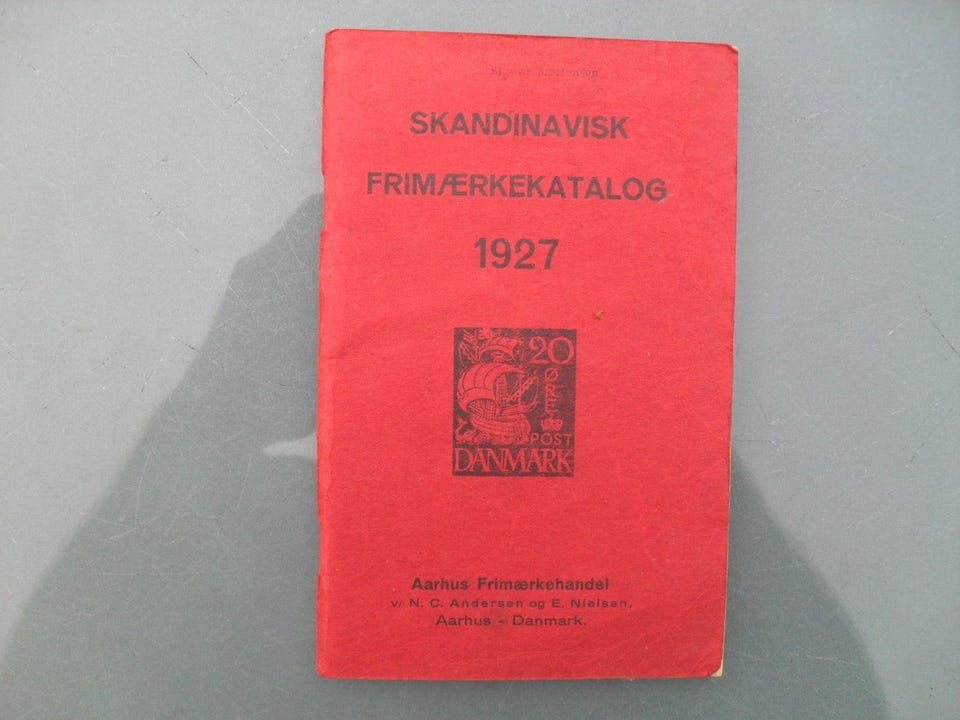 SKANDINAVISK
FRIMÆRKEKATALOG
1927
20
ØRE
POST
DANMARK
Aarhus Frimærkehandel
v/ N. C. Andersen og E. Nielsen,
Aarhus - Danmark.